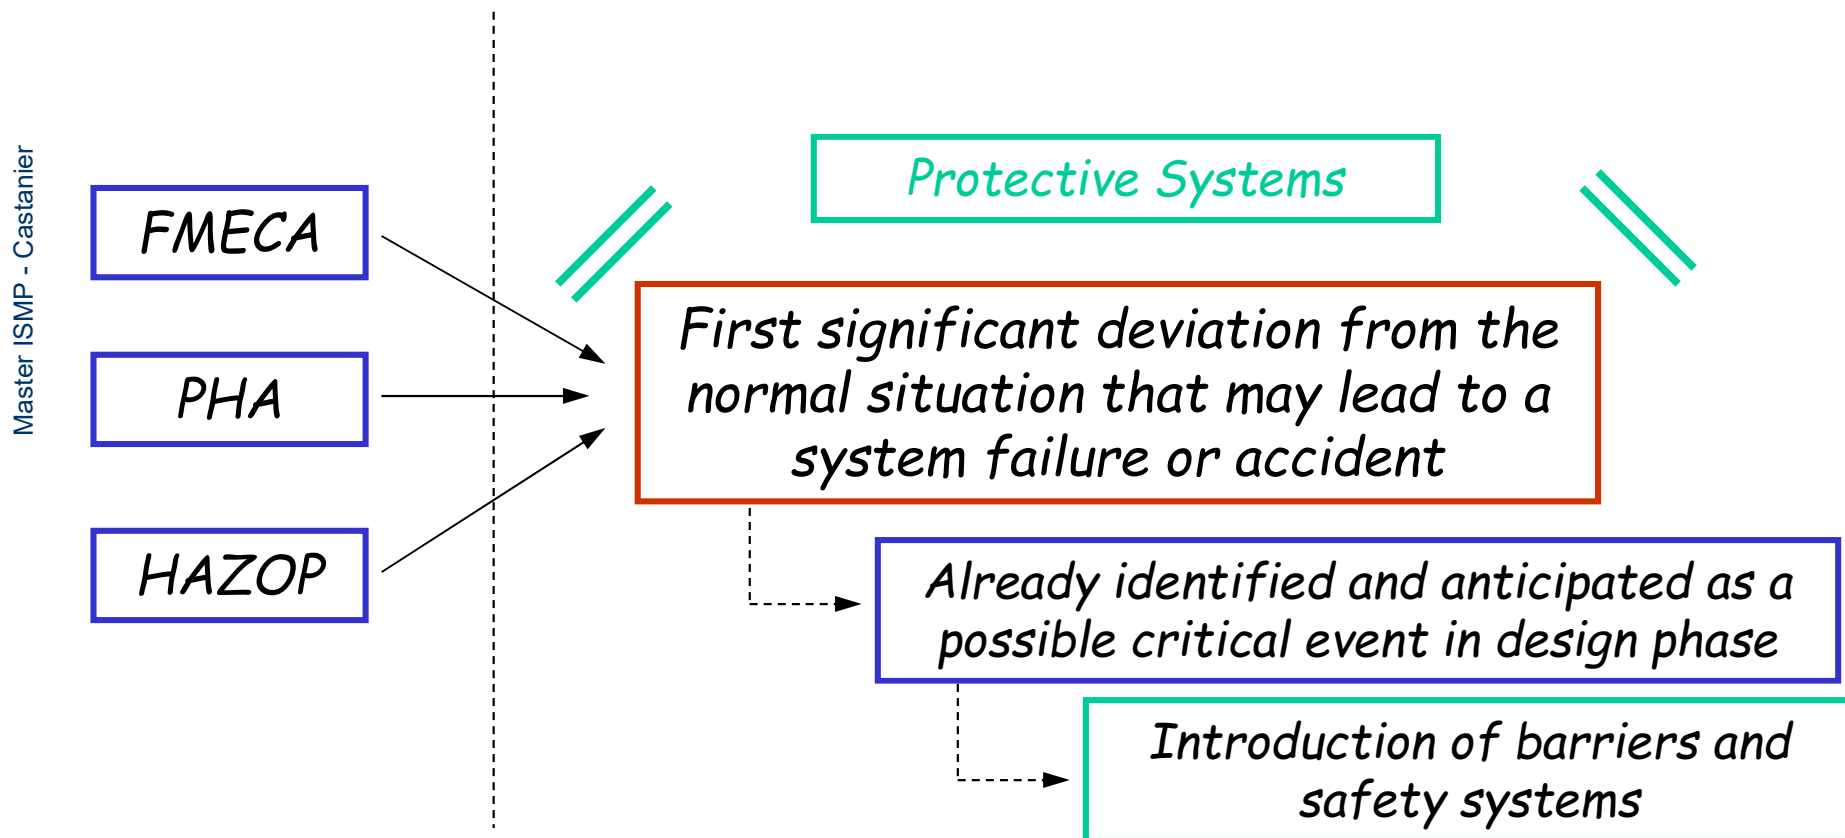 Master ISMP - Castanier
FMECA
PHA
HAZOP
Protective Systems
First significant deviation from the
normal situation that may lead to a
system failure or accident
Already identified and anticipated as a
possible critical event in design phase
Introduction of barriers and
safety systems